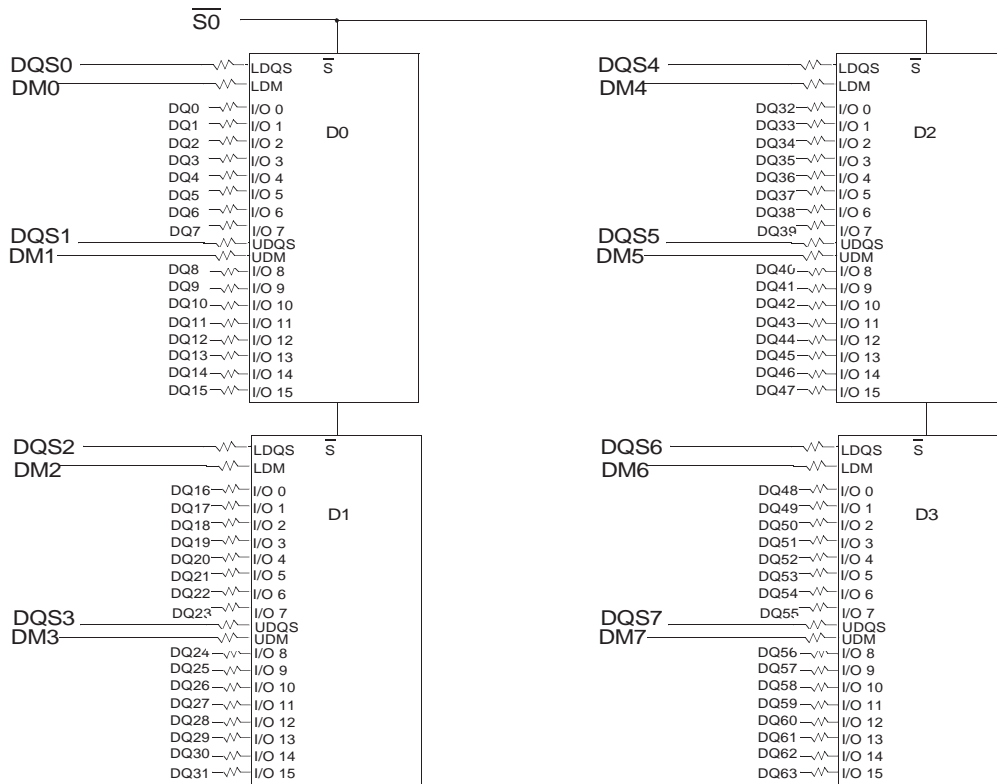 S0
DQS0 LDQS S
DM0 LDM
DQ0 I/O 0
DQ1 I/O 1
DQ2 I/O 2
D0
DQ3 I/O 3
DQ4 I/O 4
DQ5 I/O 5
DQ6 I/O 6
DQ7 I/O 7
DQS1 UDQS
DM1 UDM
DQ8 I/O 8
DQ9 I/O 9
DQ10 I/O 10
DQ11 I/O 11
DQ12 I/O 12
DQ13 I/O 13
DQ14 I/O 14
DQ15 I/O 15
DQS2 LDQS S
DM2 LDM
DQ16 I/O 0
DQ17 I/O 1
D1
DQ18 I/O 2
DQ19 I/O 3
DQ20 I/O 4
DQ21 I/O 5
DQ22 I/O 6
DQ23 I/O 7
DQS3 UDQS
DM3 UDM
DQ24 I/O 8
DQ25 I/O 9
DQ26 I/O 10
DQ27 I/O 11
DQ28 I/O 12
DQ29 I/O 13
DQ30 I/O 14
DQ31 I/O 15
DQS4 LDQS S
DM4 LDM
DQ32 I/O 0
DQ33 I/O 1
DQ34 I/O 2
D2
DQ35 I/O 3
DQ36 I/O 4
DQ37 I/O 5
DQ38 I/O 6
DQ39 I/O 7
DQS5 UDQS
DM5 UDM
DQ40 I/O 8
DQ41 I/O 9
DQ42 I/O 10
DQ43 I/O 11
DQ44 I/O 12
DQ45 I/O 13
DQ46 I/O 14
DQ47 I/O 15
DQS6 LDQS S
DM6 LDM
DQ48 I/O 0
DQ49 I/O 1
D3
DQ50 I/O 2
DQ51 I/O 3
DQ52 I/O 4
DQ53 I/O 5
DQ54 I/O 6
DQ55 I/O 7
DQS7 UDQS
DM7 UDM
DQ56 I/O 8
DQ57 I/O 9
DQ58 I/O 10
DQ59 I/O 11
DQ60 I/O 12
DQ61 I/O 13
DQ62 I/O 14
DQ63 I/O 15